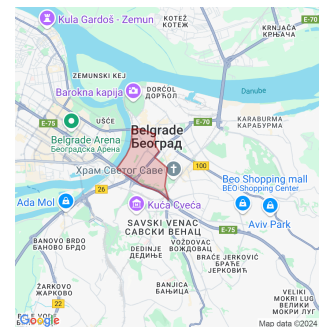 КОТЕЖ
KOTEŽ
Kula Gardoš - Zemun
KRNJAČA
КРЊАЧА
ZEMUNSKI KEJ
E-70
Barokna kapija
DORĆOL
ДОРЋОЛ
Danube
E-75
UŠĆE
KARABURMA
КАРАБУРМА
Belgrade
Београд
Belgrade Arena
Београдска Арена
Храм Светог Саве
100
Beo Shopping mall
BEO Shopping Center
26
Ada Mol
Kuća Cveća
E-70
Aviv Park
SAVSKI VENAC
САВСКИ ВЕНАЦ
BANOVO BRDO
БАНОВО БРДО
DEDINJE
ДЕДИЊЕ
VOŽDOVAC
ВОЖДОВАЦ
BRAĆE JERKOVIĆ
БРАЋЕ
ЈЕРКОВИЋ
ŽARKOVO
ЖАРКОВО
BANJICA
БАЊИЦА
22
VELIKI
MOKRI LUG
ВЕЛИКИ
Google
Map data ©2024